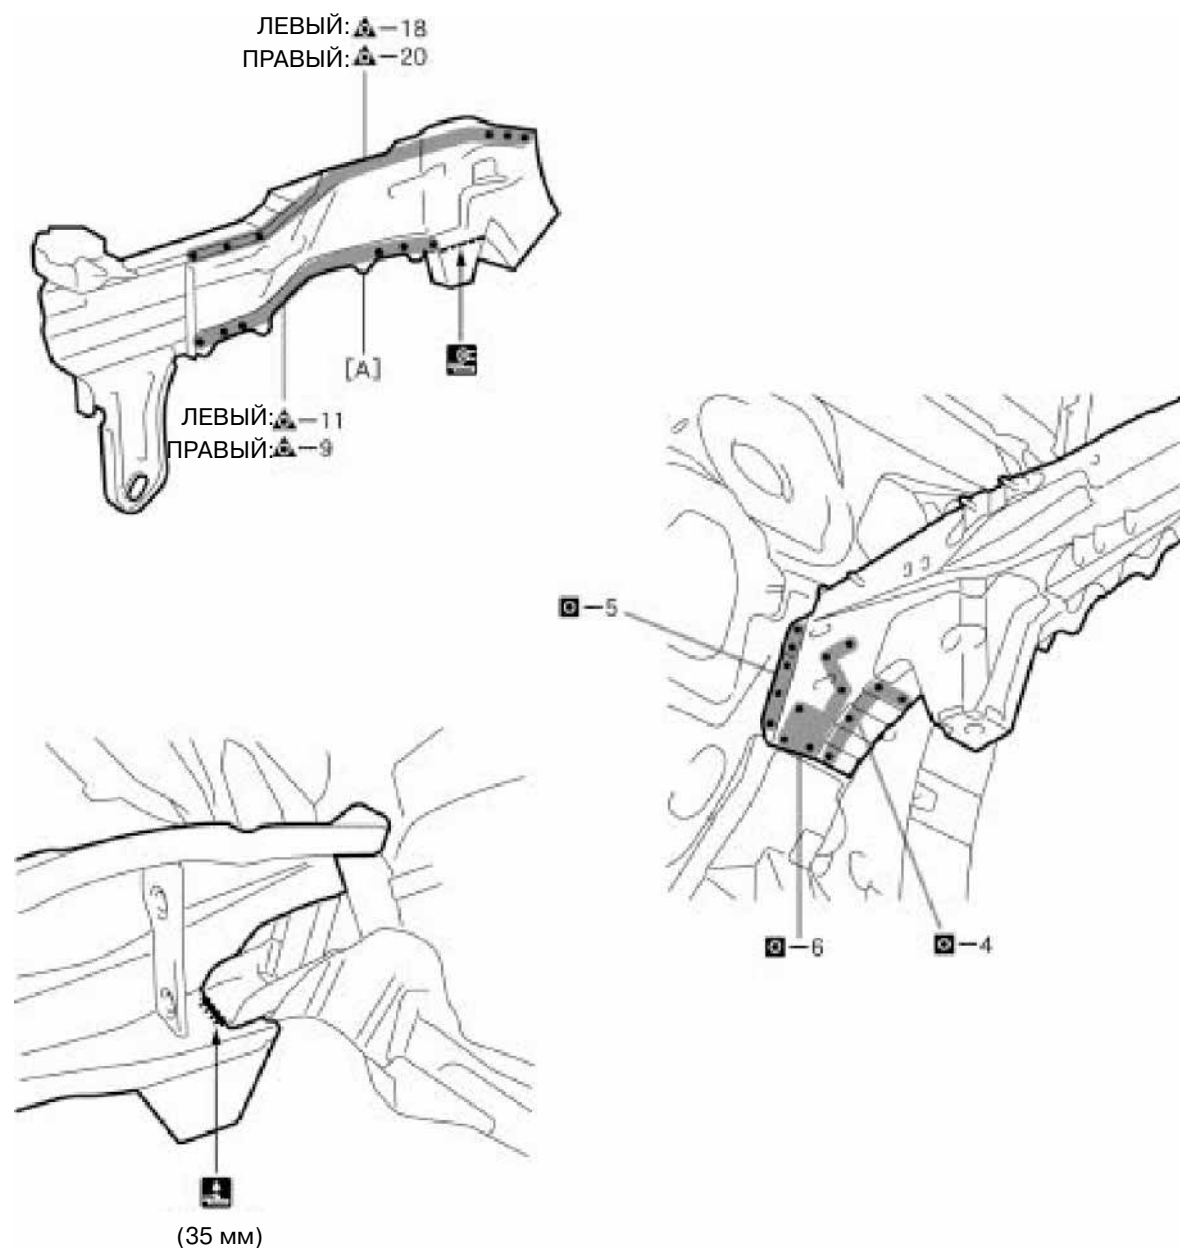 ЛЕВЫЙ: –18
ПРАВЫЙ: –20
[A]
ЛЕВЫЙ: –11
ПРАВЫЙ: –9
–5
–6
–4
(35 мм)